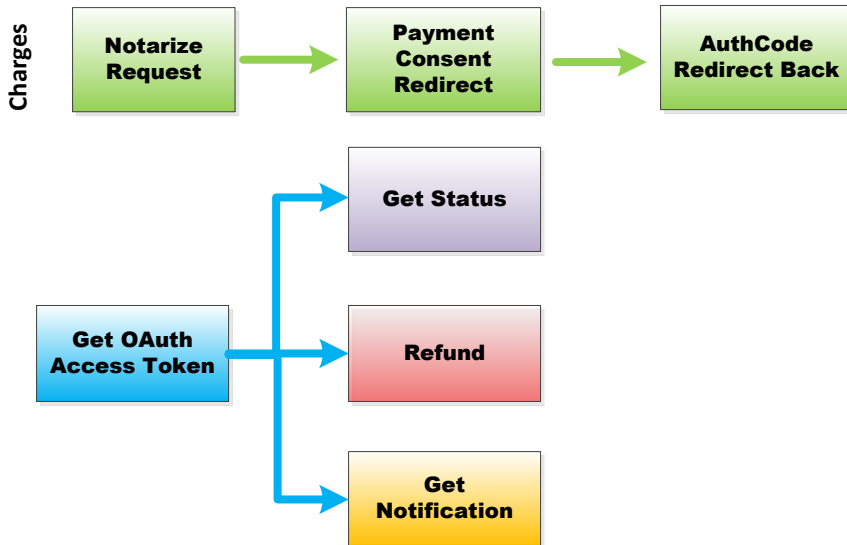 Charges
Notarize
Request
Payment
Consent
Redirect
AuthCode
Redirect Back
Get Status
Get OAuth
Access Token
Refund
Get
Notification